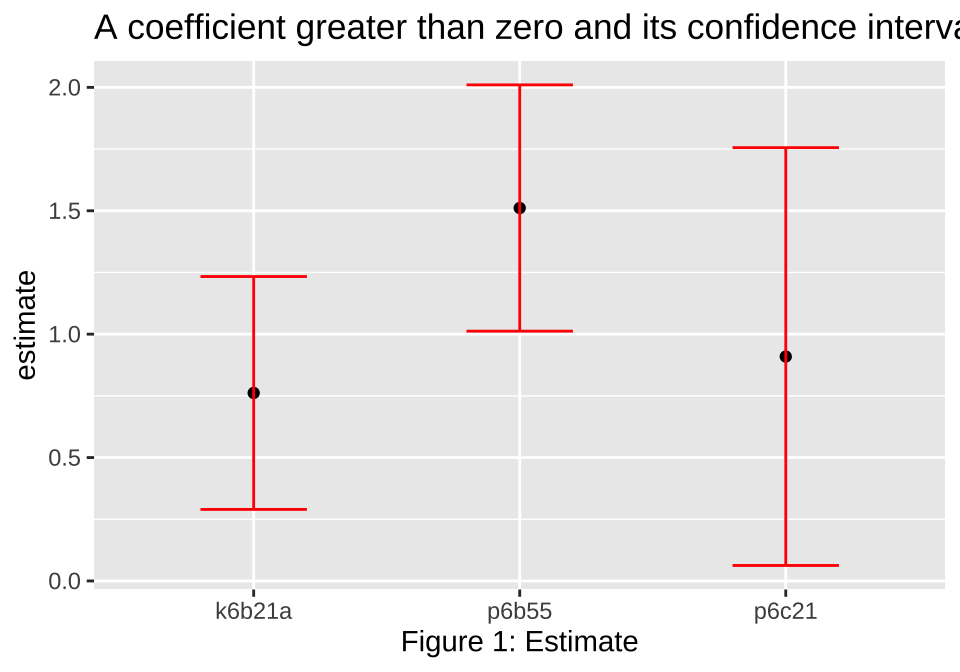 A coefficient greater than zero and its confidence interva
estimate
2.0
1.5
1.0
0.5
0.0
k6b21a p6b55 p6c21
Figure 1: Estimate